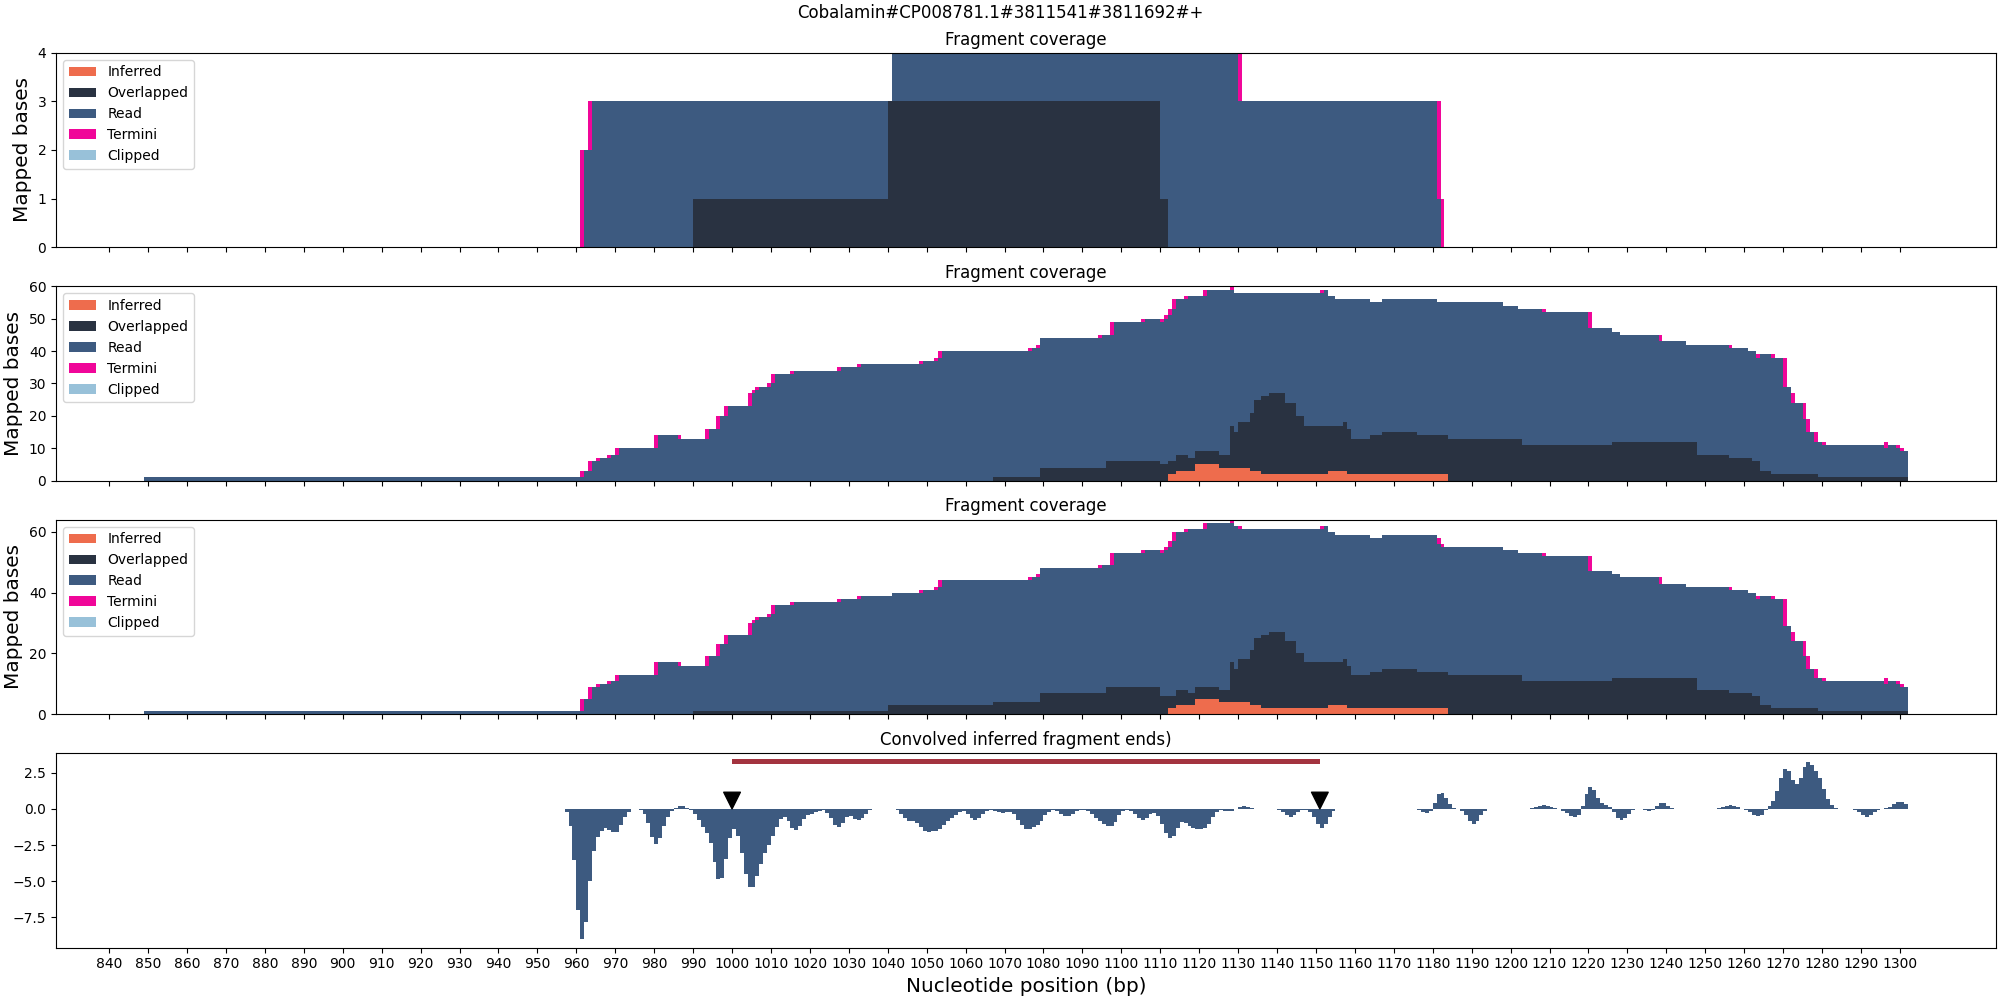 Cobalamin#CP008781.1#3811541#3811692#+
Fragment coverage
Mapped bases
4
3
2
1
0
Inferred
Overlapped
Read
Termini
Clipped
Fragment coverage
Mapped bases
60
50
40
30
20
10
0
Inferred
Overlapped
Read
Termini
Clipped
Fragment coverage
Mapped bases
60
40
20
0
Inferred
Overlapped
Read
Termini
Clipped
Convolved inferred fragment ends)
2.5
0.0
−2.5
−5.0
−7.5
840 850 860 870 880 890 900 910 920 930 940 950 960 970 980 990 1000 1010 1020 1030 1040 1050 1060 1070 1080 1090 1100 1110 1120 1130 1140 1150 1160 1170 1180 1190 1200 1210 1220 1230 1240 1250 1260 1270 1280 1290 1300
Nucleotide position (bp)